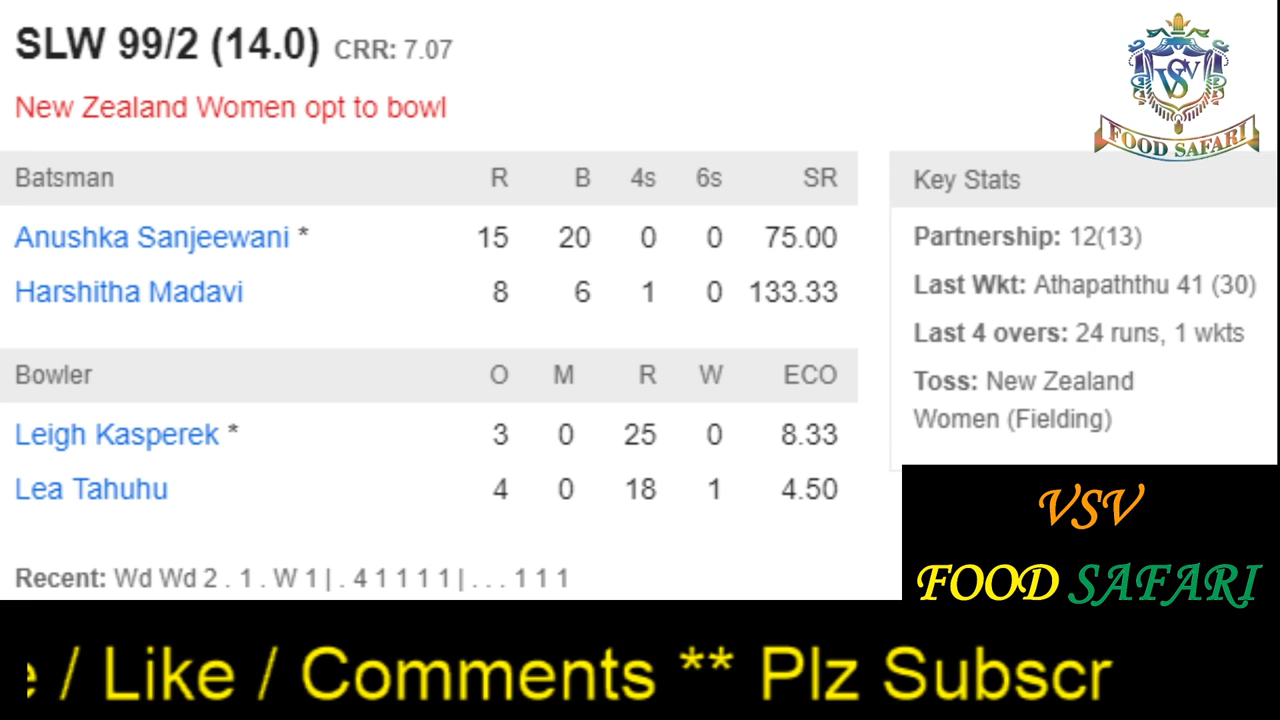 SLW 99/2 (14.0) CRR: 7.07
New Zealand Women opt to bowl
VSV
FOOD SAFARI
Batsman R B 4s 6s SR
Anushka Sanjeewani * 15 20 0 0 75.00
Harshitha Madavi 8 6 1 0 133.33
Bowler O M R W ECO
Leigh Kasperek * 3 0 25 0 8.33
Lea Tahuhu 4 0 18 1 4.50
Recent: Wd Wd 2 . 1 . W 1 | . 4 1 1 1 1 | . . . 1 1 1
Key Stats
Partnership: 12(13)
Last Wkt: Athapaththu 41 (30)
Last 4 overs: 24 runs, 1 wkts
Toss: New Zealand
Women (Fielding)
VSV
FOOD SAFARI
e / Like / Comments ** Plz Subscr